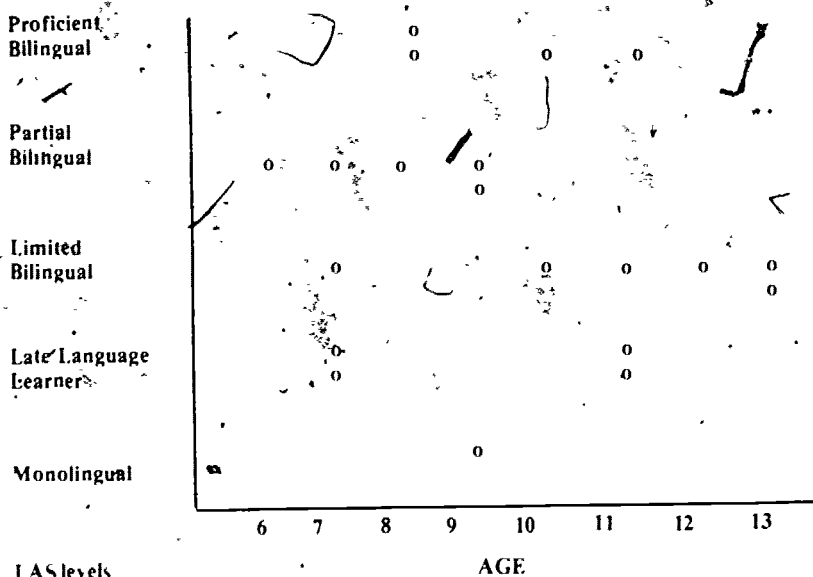 Proficient
Bilingual
Partial
Bilingual
Limited
Bilingual
Late Language
Learner
Monolingual
6 7 8 9 10 11 12 13
LAS levels
AGE